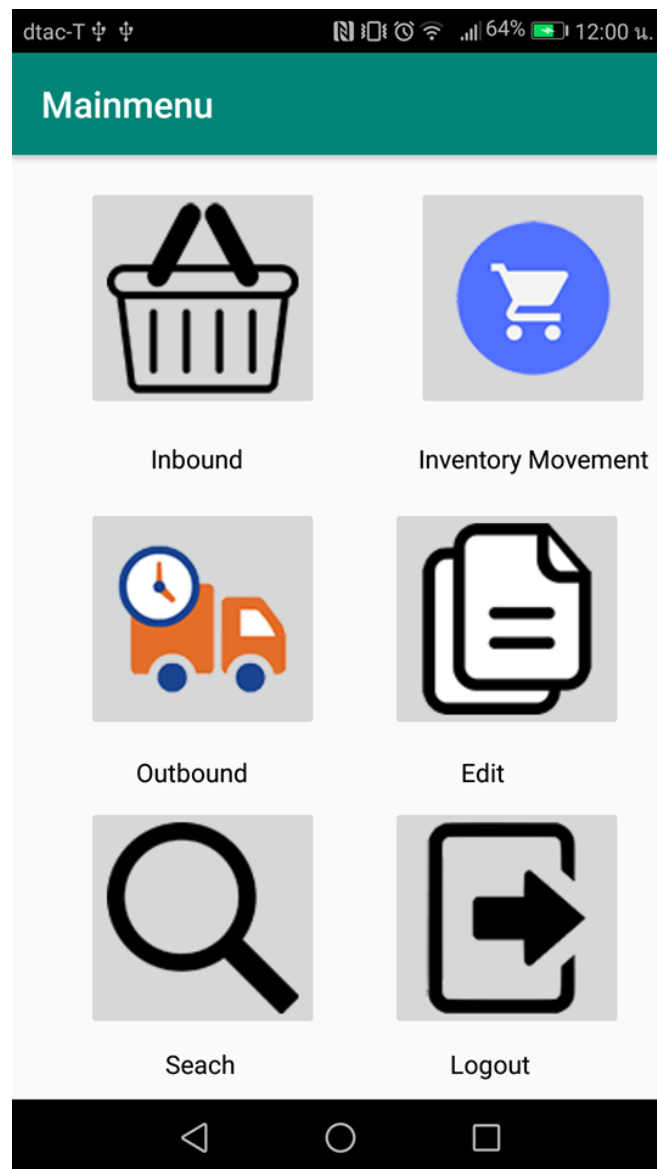 dtac-T 64% 12:00 น.
Mainmenu
Inbound Inventory Movement
Outbound Edit
Seach Logout